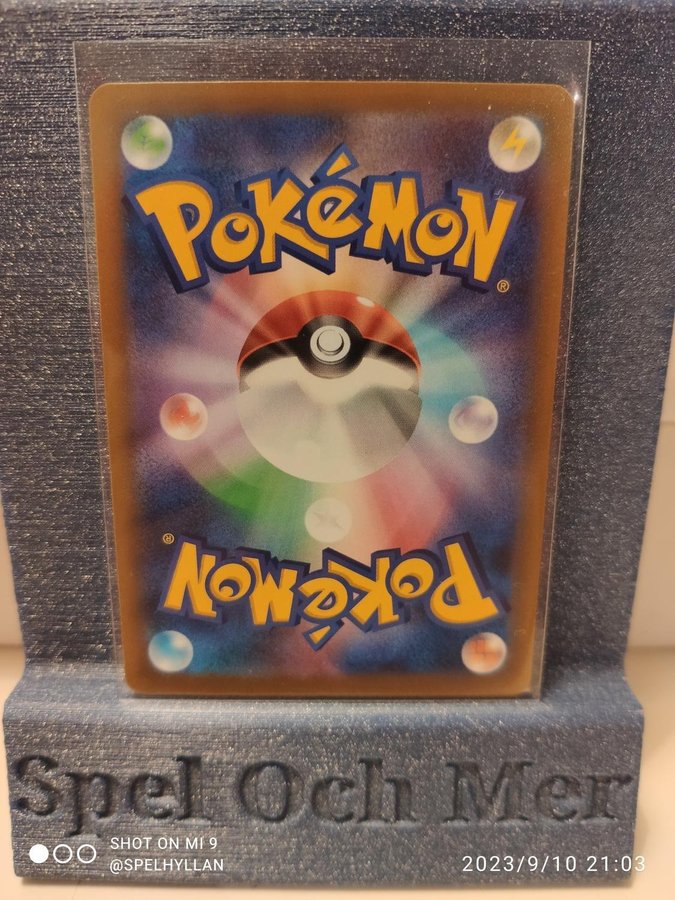 POKÉMON®
POKÉMON®
Spel Och Mer
SHOT ON MI 9
@SPELHYLLAN
2023/9/10 21:03